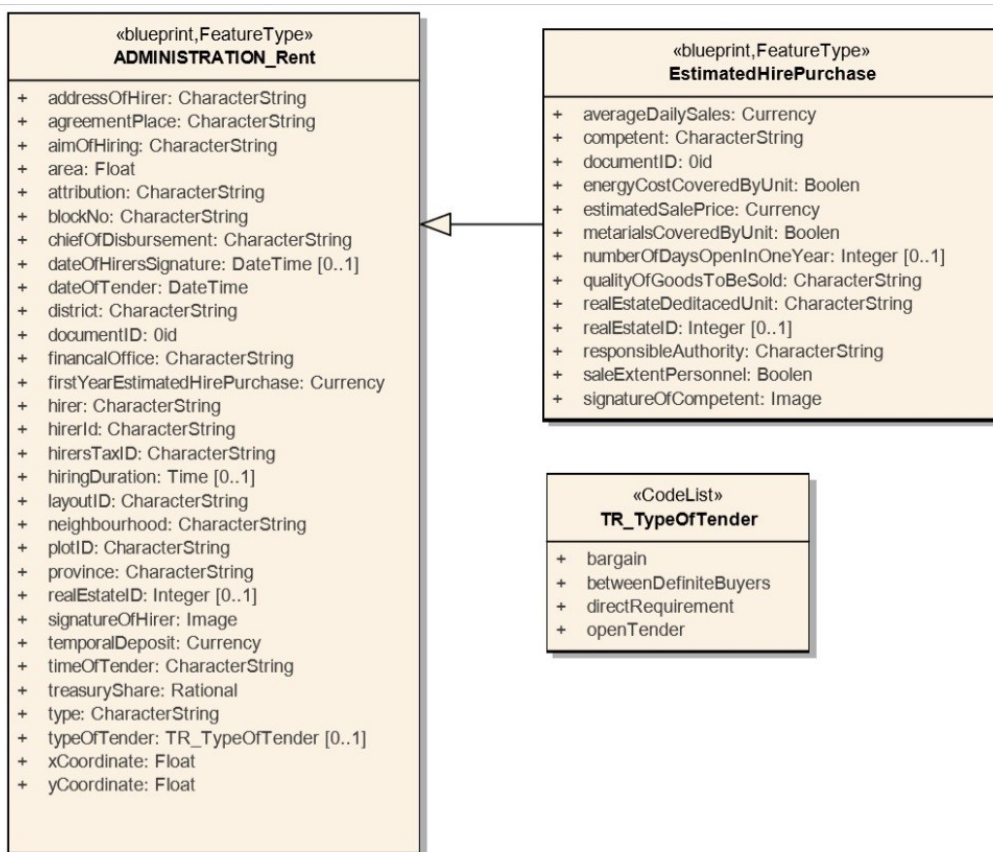 «blueprint,FeatureType»
ADMINISTRATION_Rent
+ addressOfHirer: CharacterString
+ agreementPlace: CharacterString
+ aimOfHiring: CharacterString
+ area: Float
+ attribution: CharacterString
+ blockNo: CharacterString
+ chiefOfDisbursement: CharacterString
+ dateOfHirersSignature: DateTime [0..1]
+ dateOfTender: DateTime
+ district: CharacterString
+ documentID: 0id
+ financalOffice: CharacterString
+ firstYearEstimatedHirePurchase: Currency
+ hirer: CharacterString
+ hirerId: CharacterString
+ hirersTaxID: CharacterString
+ hiringDuration: Time [0..1]
+ layoutID: CharacterString
+ neighbourhood: CharacterString
+ plotID: CharacterString
+ province: CharacterString
+ realEstateID: Integer [0..1]
+ signatureOfHirer: Image
+ temporalDeposit: Currency
+ timeOfTender: CharacterString
+ treasuryShare: Rational
+ type: CharacterString
+ typeOfTender: TR_TypeOfTender [0..1]
+ xCoordinate: Float
+ yCoordinate: Float
«blueprint,FeatureType»
EstimatedHirePurchase
+ averageDailySales: Currency
+ competent: CharacterString
+ documentID: 0id
+ energyCostCoveredByUnit: Boolen
+ estimatedSalePrice: Currency
+ metarialsCoveredByUnit: Boolen
+ numberOfDaysOpenInOneYear: Integer [0..1]
+ qualityOfGoodsToBeSold: CharacterString
+ realEstateDeditacedUnit: CharacterString
+ realEstateID: Integer [0..1]
+ responsibleAuthority: CharacterString
+ saleExtentPersonnel: Boolen
+ signatureOfCompetent: Image
«CodeList»
TR_TypeOfTender
+ bargain
+ betweenDefiniteBuyers
+ directRequirement
+ openTender